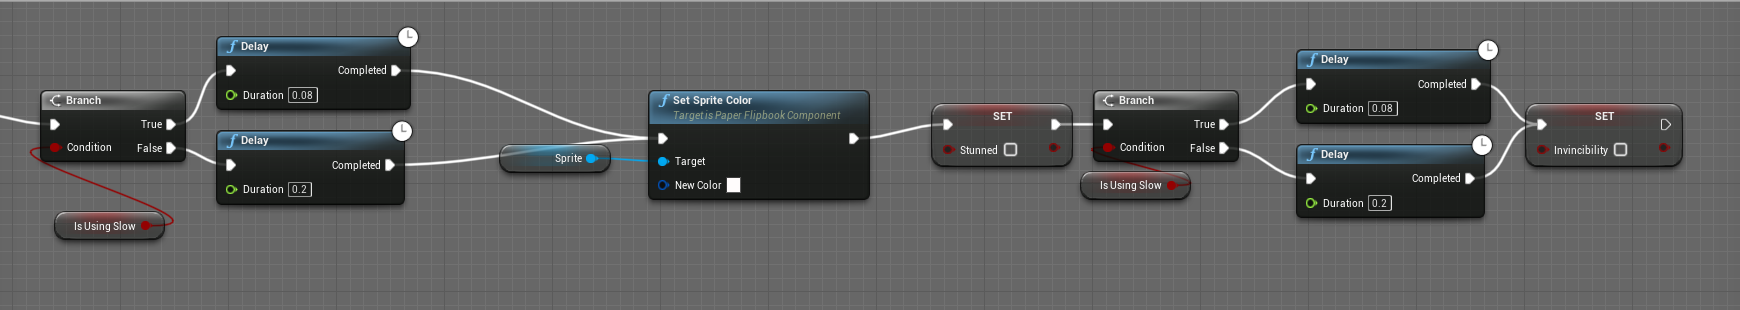 Branch
True
Condition
False
Is Using Slow
Delay
Completed
Duration 0.08
Delay
Completed
Duration 0.2
Sprite
Set Sprite Color
Target is Paper Flipbook Component
Target
New Color
SET
Stunned
Branch
True
Condition
False
Is Using Slow
Delay
Completed
Duration 0.08
Delay
Completed
Duration 0.2
SET
Invincibility